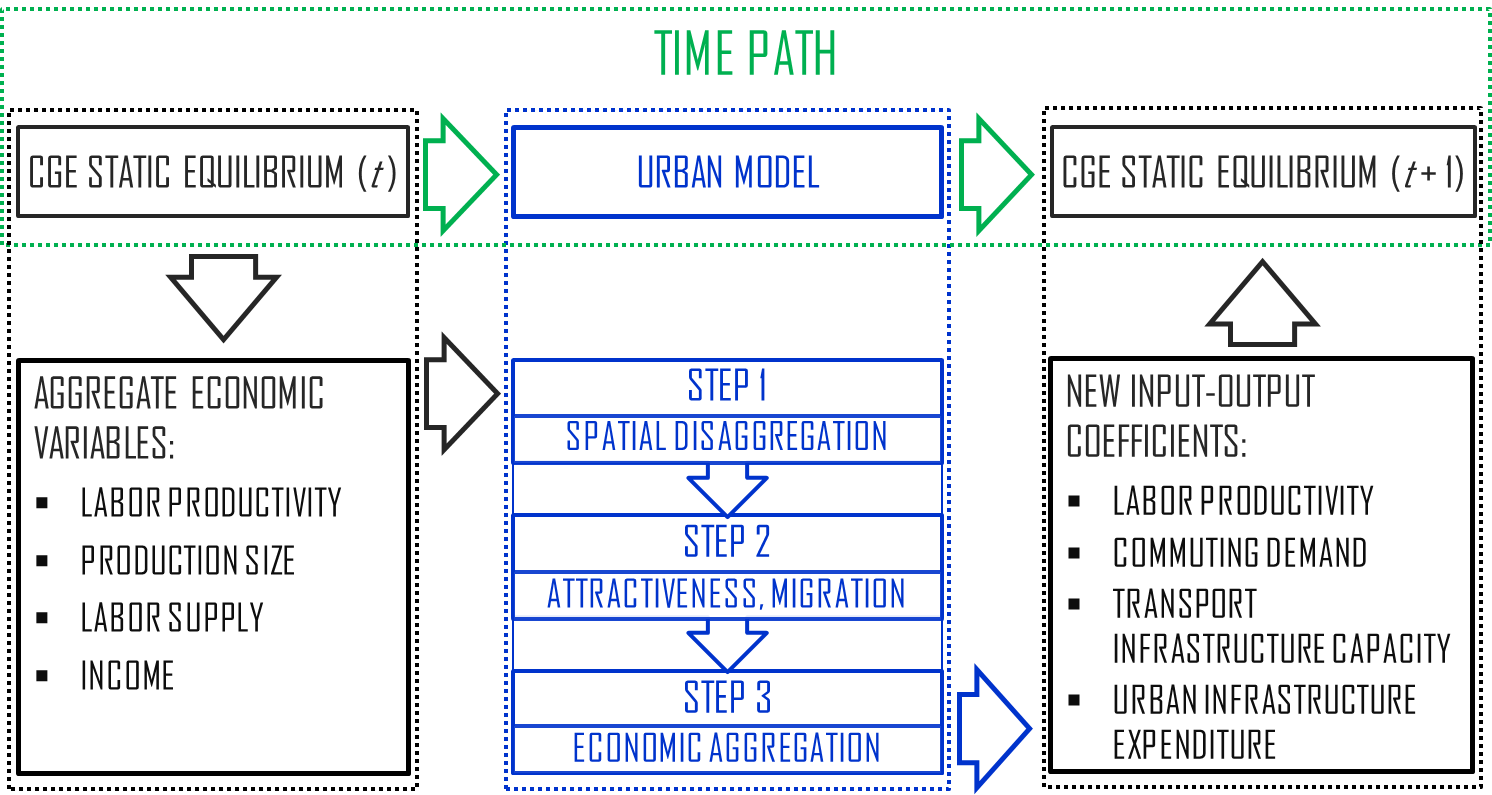 TIME PATH
CGE STATIC EQUILIBRIUM (t)
URBAN MODEL
CGE STATIC EQUILIBRIUM (t + 1)
AGGREGATE ECONOMIC
VARIABLES:
▪ LABOR PRODUCTIVITY
▪ PRODUCTION SIZE
▪ LABOR SUPPLY
▪ INCOME
STEP 1
SPATIAL DISAGGREGATION
STEP 2
ATTRACTIVENESS, MIGRATION
STEP 3
ECONOMIC AGGREGATION
NEW INPUT-OUTPUT
COEFFICIENTS:
▪ LABOR PRODUCTIVITY
▪ COMMUTING DEMAND
▪ TRANSPORT
INFRASTRUCTURE CAPACITY
▪ URBAN INFRASTRUCTURE
EXPENDITURE